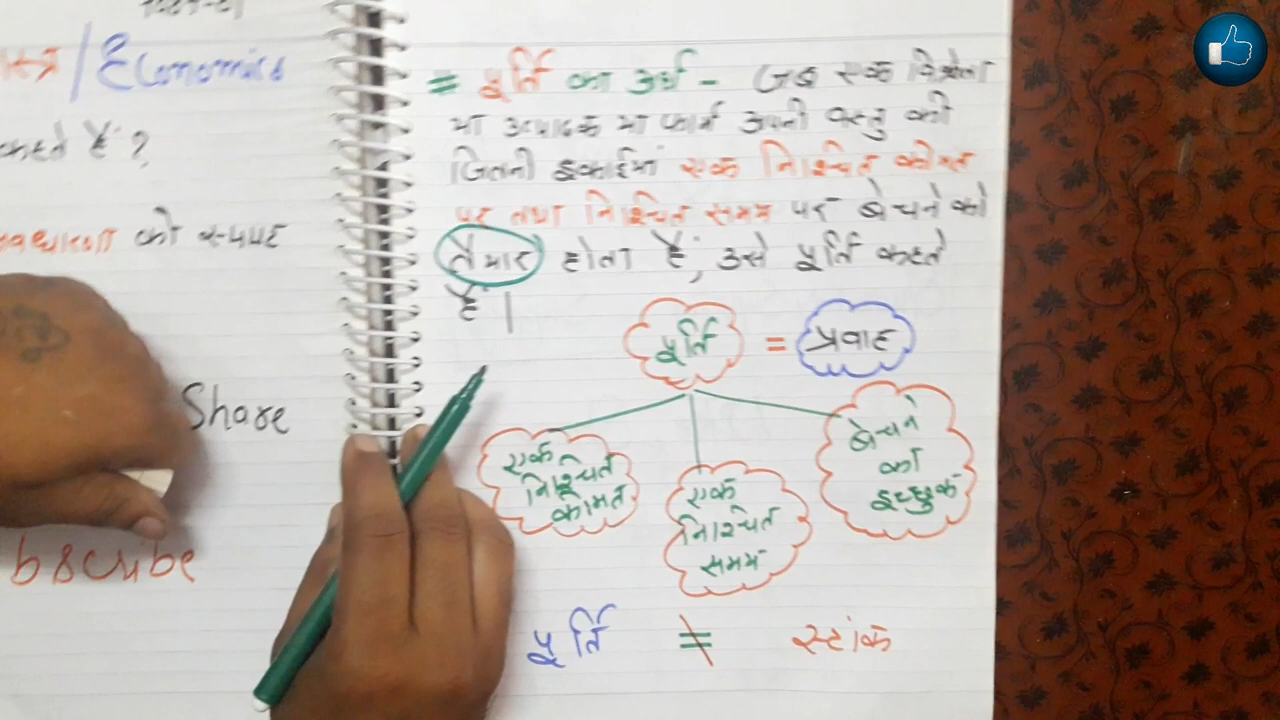 / Economics
कहते हैं ?
को स्पष्ट
Share
bscribe
= पूर्ति का अर्थ - जब एक विक्रेता
या उत्पादक या फार्म अपनी वस्तु की
जितनी इकाईयां एक निश्चित कीमत
पर तथा निश्चित समय पर बेचने को
तैयार होता है, उसे पूर्ति कहते
है ।
पूर्ति = प्रवाह
एक
निश्चित
कीमत
एक
निश्चित
समय
बेचने
का
इच्छुक
पूर्ति ≠ स्टांक